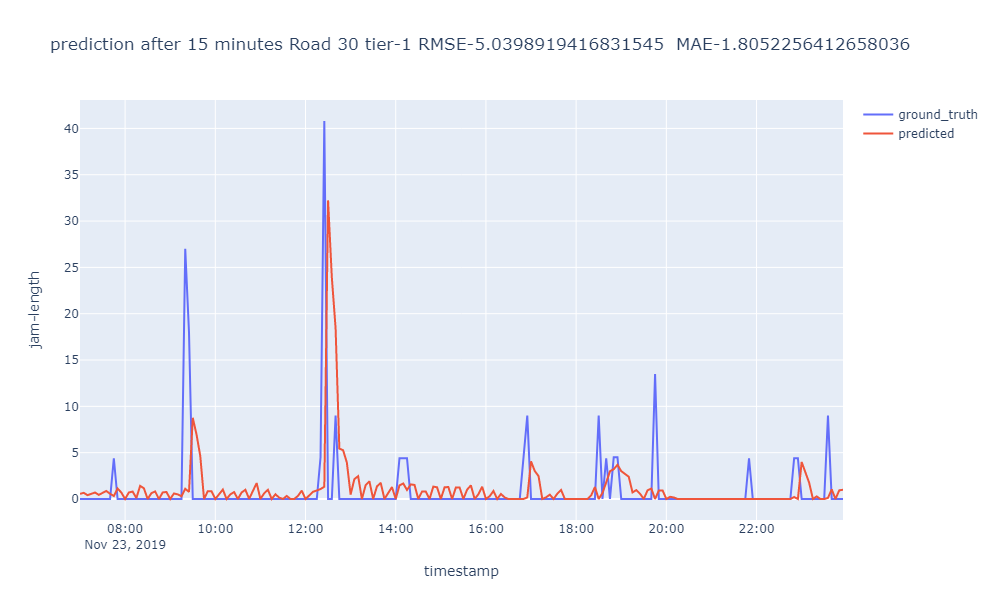 prediction after 15 minutes Road 30 tier-1 RMSE-5.0398919416831545  MAE-1.8052256412658036
ground_truth
predicted
40
35
30
25
20
15
10
5
0
jam-length
08:00 10:00 12:00 14:00 16:00 18:00 20:00 22:00
Nov 23, 2019
timestamp